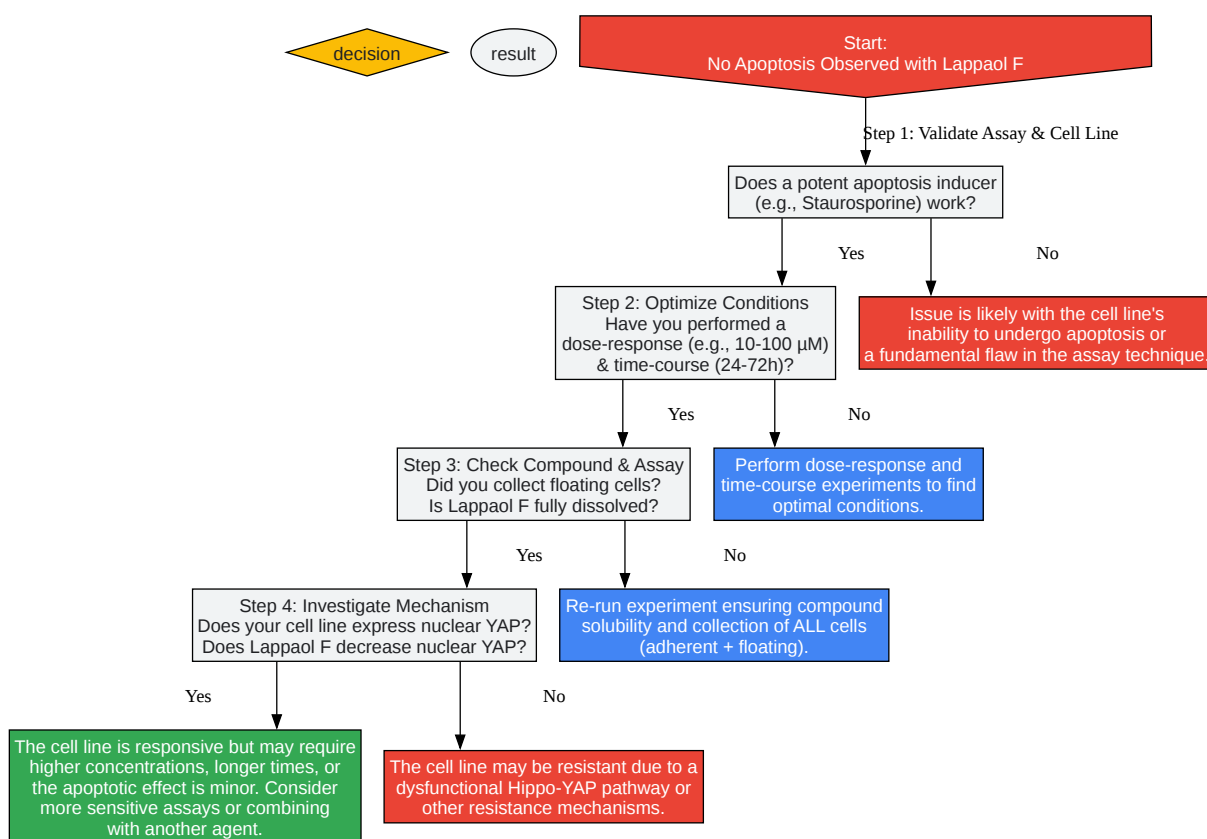 decision
result
Start:
No Apoptosis Observed with Lappaol F
Step 1: Validate Assay & Cell Line
Does a potent apoptosis inducer
(e.g., Staurosporine) work?
Yes
No
Step 2: Optimize Conditions
Have you performed a
dose-response (e.g., 10-100 µM)
& time-course (24-72h)?
Issue is likely with the cell line's
inability to undergo apoptosis or
a fundamental flaw in the assay technique.
Yes
No
Step 3: Check Compound & Assay
Did you collect floating cells?
Is Lappaol F fully dissolved?
Perform dose-response and
time-course experiments to find
optimal conditions.
Yes
No
Step 4: Investigate Mechanism
Does your cell line express nuclear YAP?
Does Lappaol F decrease nuclear YAP?
Re-run experiment ensuring compound
solubility and collection of ALL cells
(adherent + floating).
Yes
No
The cell line is responsive but may require
higher concentrations, longer times, or
the apoptotic effect is minor. Consider
more sensitive assays or combining
with another agent.
The cell line may be resistant due to a
dysfunctional Hippo-YAP pathway or
other resistance mechanisms.